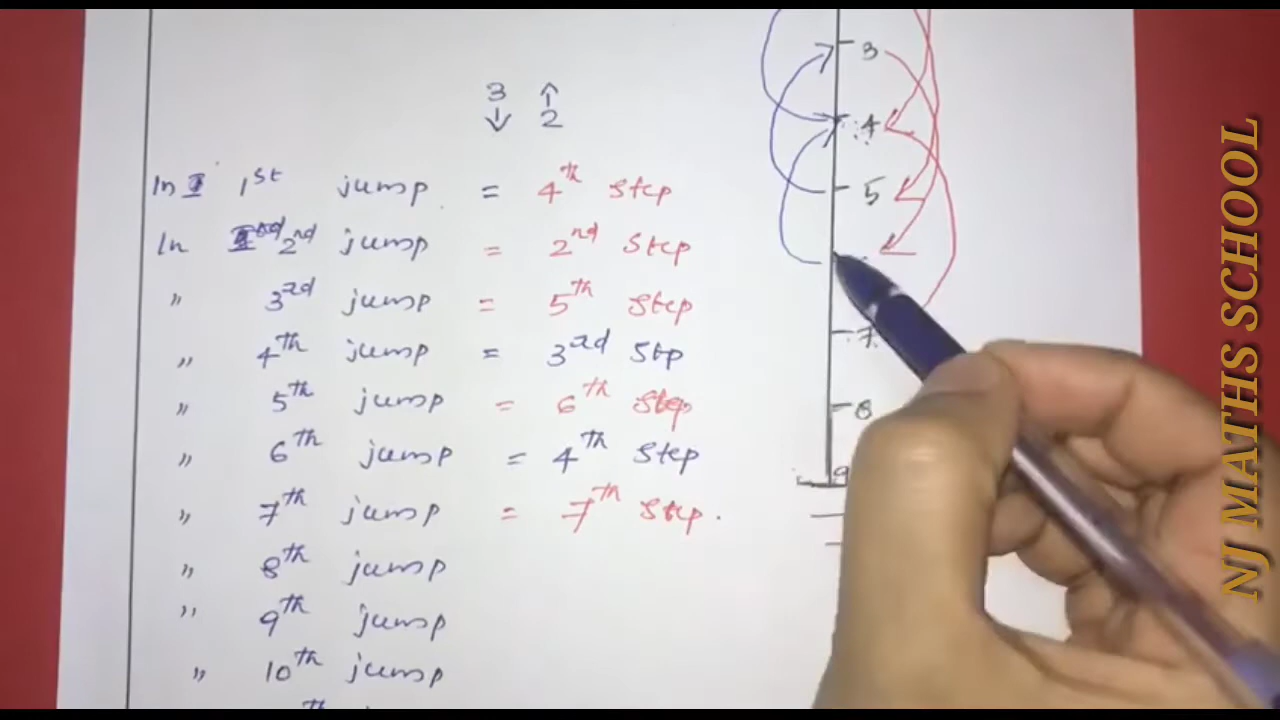 3 2
In 1st jump = 4th Step
In 2nd jump = 2nd Step
" 3rd jump = 5th Step
" 4th jump = 3rd Stp
" 5th jump = 6th Step
" 6th jump = 4th Step
" 7th jump = 7th Step.
" 8th jump
" 9th jump
" 10th jump
3
4
5
7
8
9
NJ MATHS SCHOOL